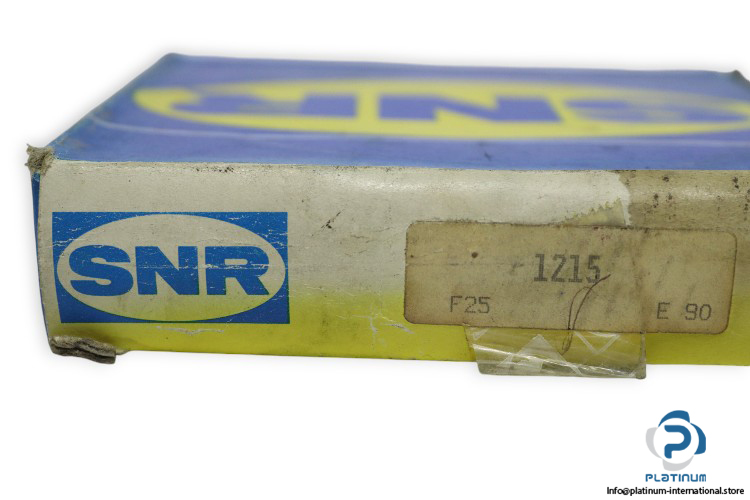 SNR
SNR
1215
F25 E 90
PLATINUM
Info@platinum-international.store